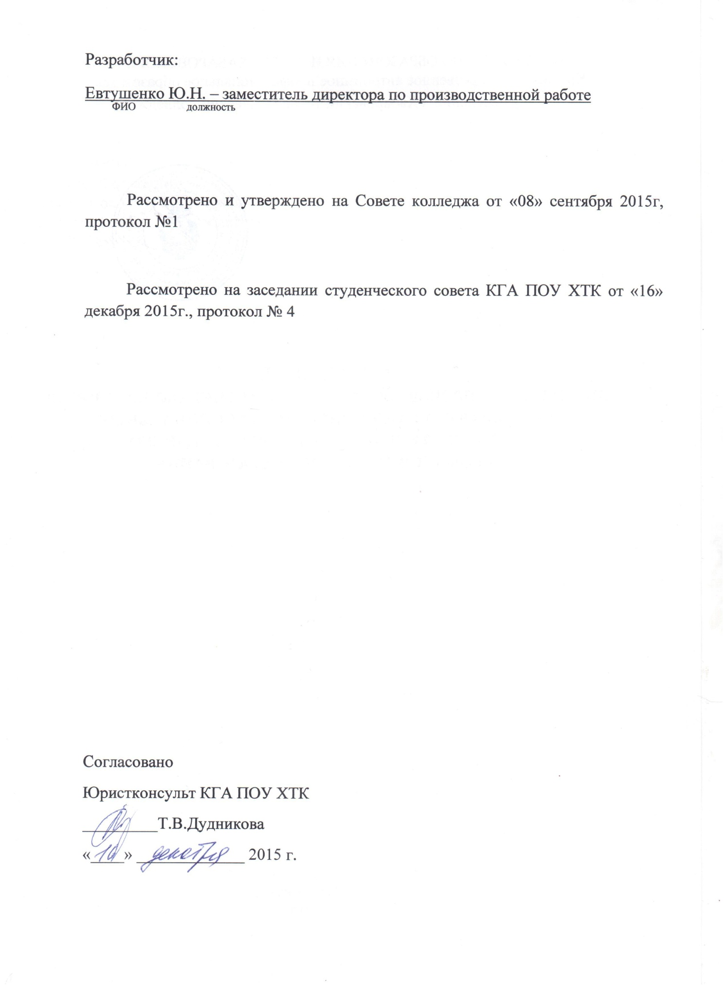 Разработчик:
Евтушенко Ю.Н. – заместитель директора по производственной работе
ФИО должность
Рассмотрено и утверждено на Совете колледжа от «08» сентября 2015г,
протокол №1
Рассмотрено на заседании студенческого совета КГА ПОУ ХТК от «16»
декабря 2015г., протокол № 4
Согласовано
Юристконсульт КГА ПОУ ХТК
_________Т.В.Дудникова
«16» декабря 2015 г.